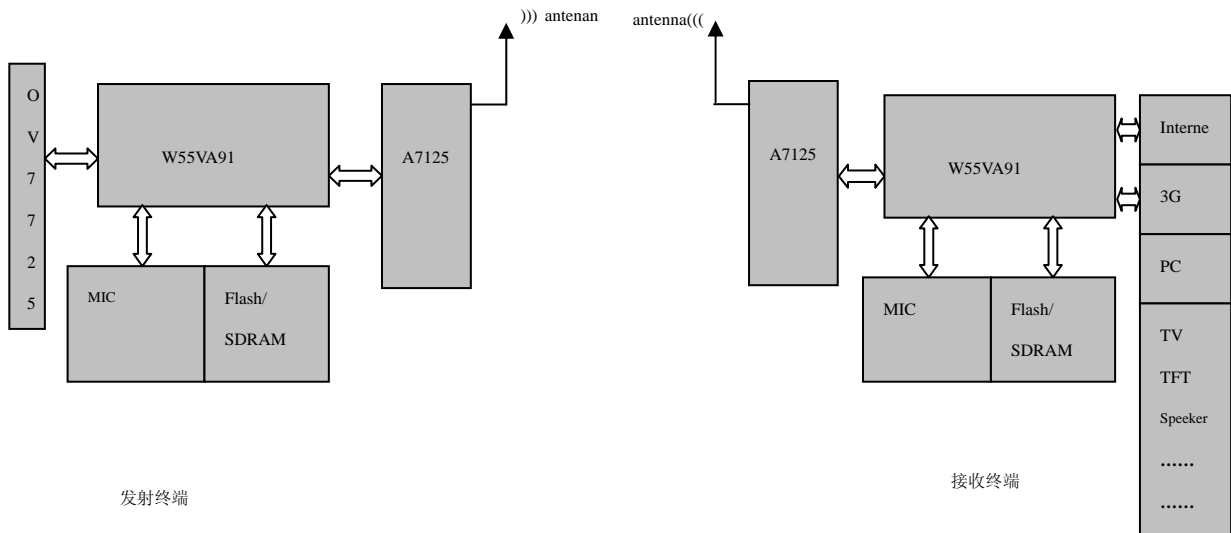 ))) antenan
O
V
7
7
2
5
W55VA91
A7125
MIC
Flash/
SDRAM
发射终端
antenna(((
A7125
W55VA91
MIC
Flash/
SDRAM
Interne
3G
PC
TV
TFT
Speeker
……
……
接收终端